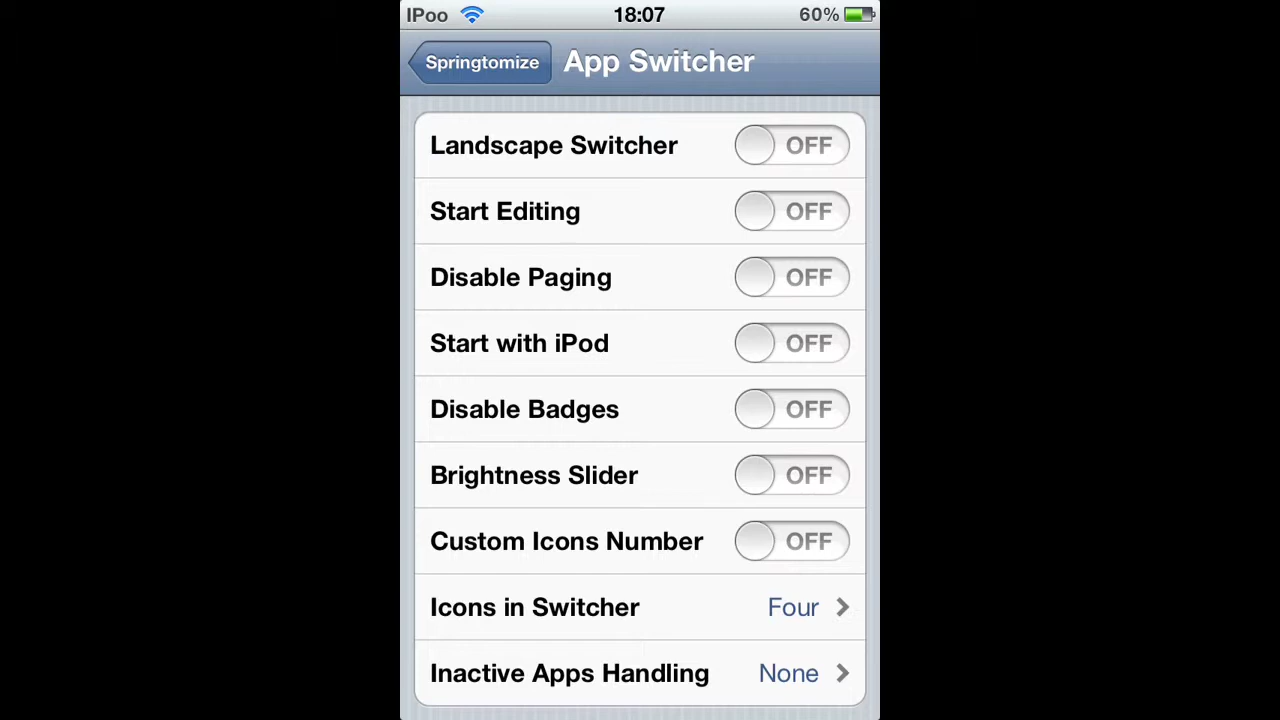 IPoo 18:07 60%
Springtomize App Switcher
Landscape Switcher OFF
Start Editing OFF
Disable Paging OFF
Start with iPod OFF
Disable Badges OFF
Brightness Slider OFF
Custom Icons Number OFF
Icons in Switcher Four
Inactive Apps Handling None